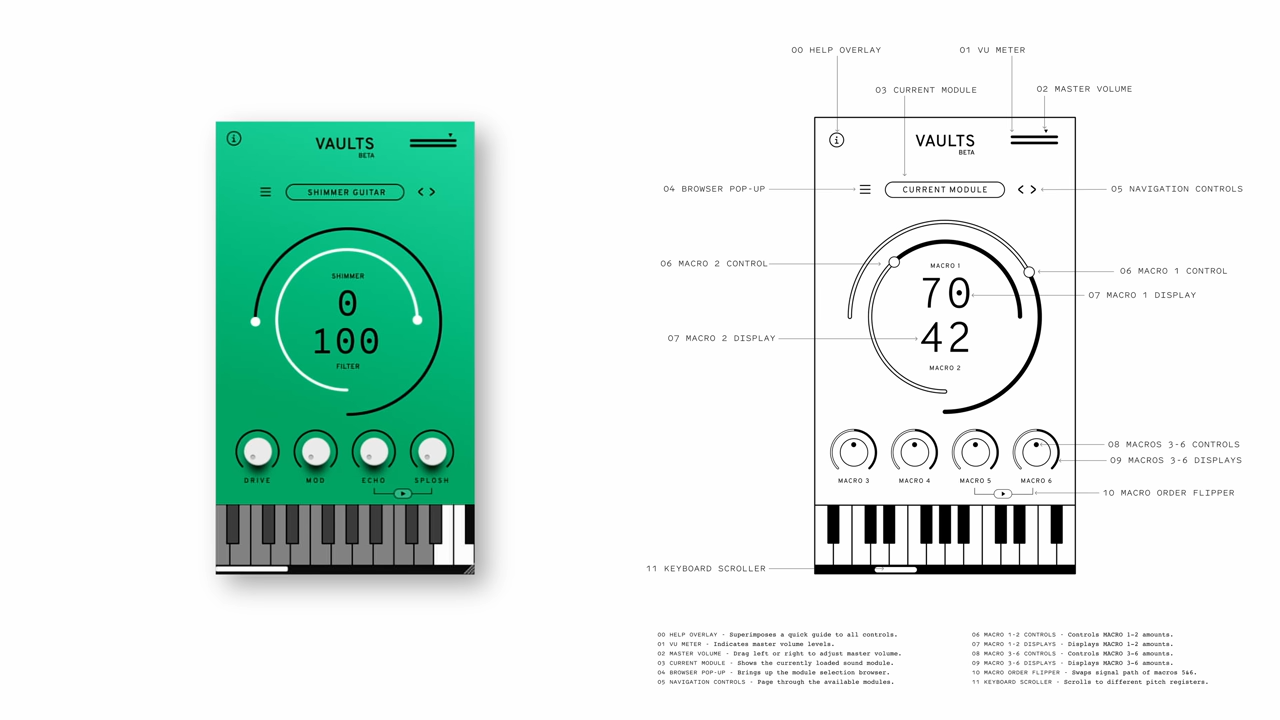 VAULTS
BETA
SHIMMER GUITAR
SHIMMER
0
100
FILTER
DRIVE MOD ECHO SPLOSH
00 HELP OVERLAY
01 VU METER
03 CURRENT MODULE
02 MASTER VOLUME
VAULTS
BETA
04 BROWSER POP-UP
CURRENT MODULE
05 NAVIGATION CONTROLS
06 MACRO 2 CONTROL
MACRO 1
06 MACRO 1 CONTROL
70
07 MACRO 1 DISPLAY
07 MACRO 2 DISPLAY
42
MACRO 2
08 MACROS 3-6 CONTROLS
09 MACROS 3-6 DISPLAYS
MACRO 3 MACRO 4 MACRO 5 MACRO 6
10 MACRO ORDER FLIPPER
11 KEYBOARD SCROLLER
00 HELP OVERLAY - Superimposes a quick guide to all controls.
01 VU METER - Indicates master volume levels.
02 MASTER VOLUME - Drag left or right to adjust master volume.
03 CURRENT MODULE - Shows the currently loaded sound module.
04 BROWSER POP-UP - Brings up the module selection browser.
05 NAVIGATION CONTROLS - Page through the available modules.
06 MACRO 1-2 CONTROLS - Controls MACRO 1-2 amounts.
07 MACRO 1-2 DISPLAYS - Displays MACRO 1-2 amounts.
08 MACRO 3-6 CONTROLS - Controls MACRO 3-6 amounts.
09 MACRO 3-6 DISPLAYS - Displays MACRO 3-6 amounts.
10 MACRO ORDER FLIPPER - Swaps signal path of macros 5&6.
11 KEYBOARD SCROLLER - Scrolls to different pitch registers.